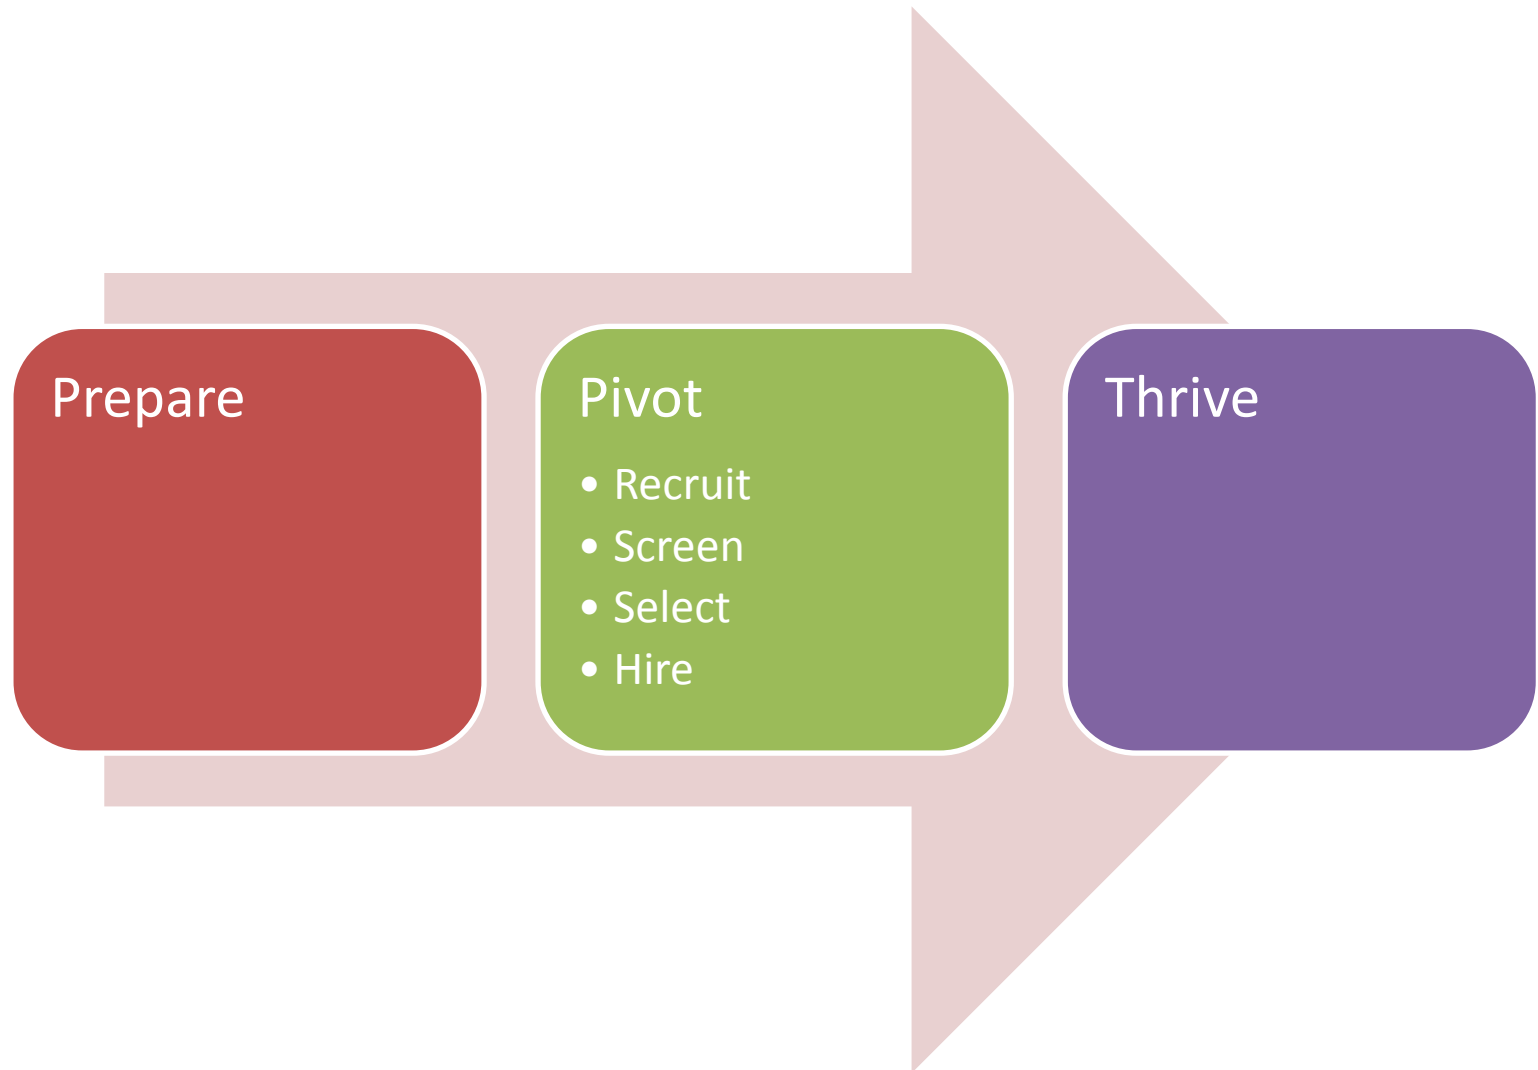 Prepare
Pivot
• Recruit
• Screen
• Select
• Hire
Thrive